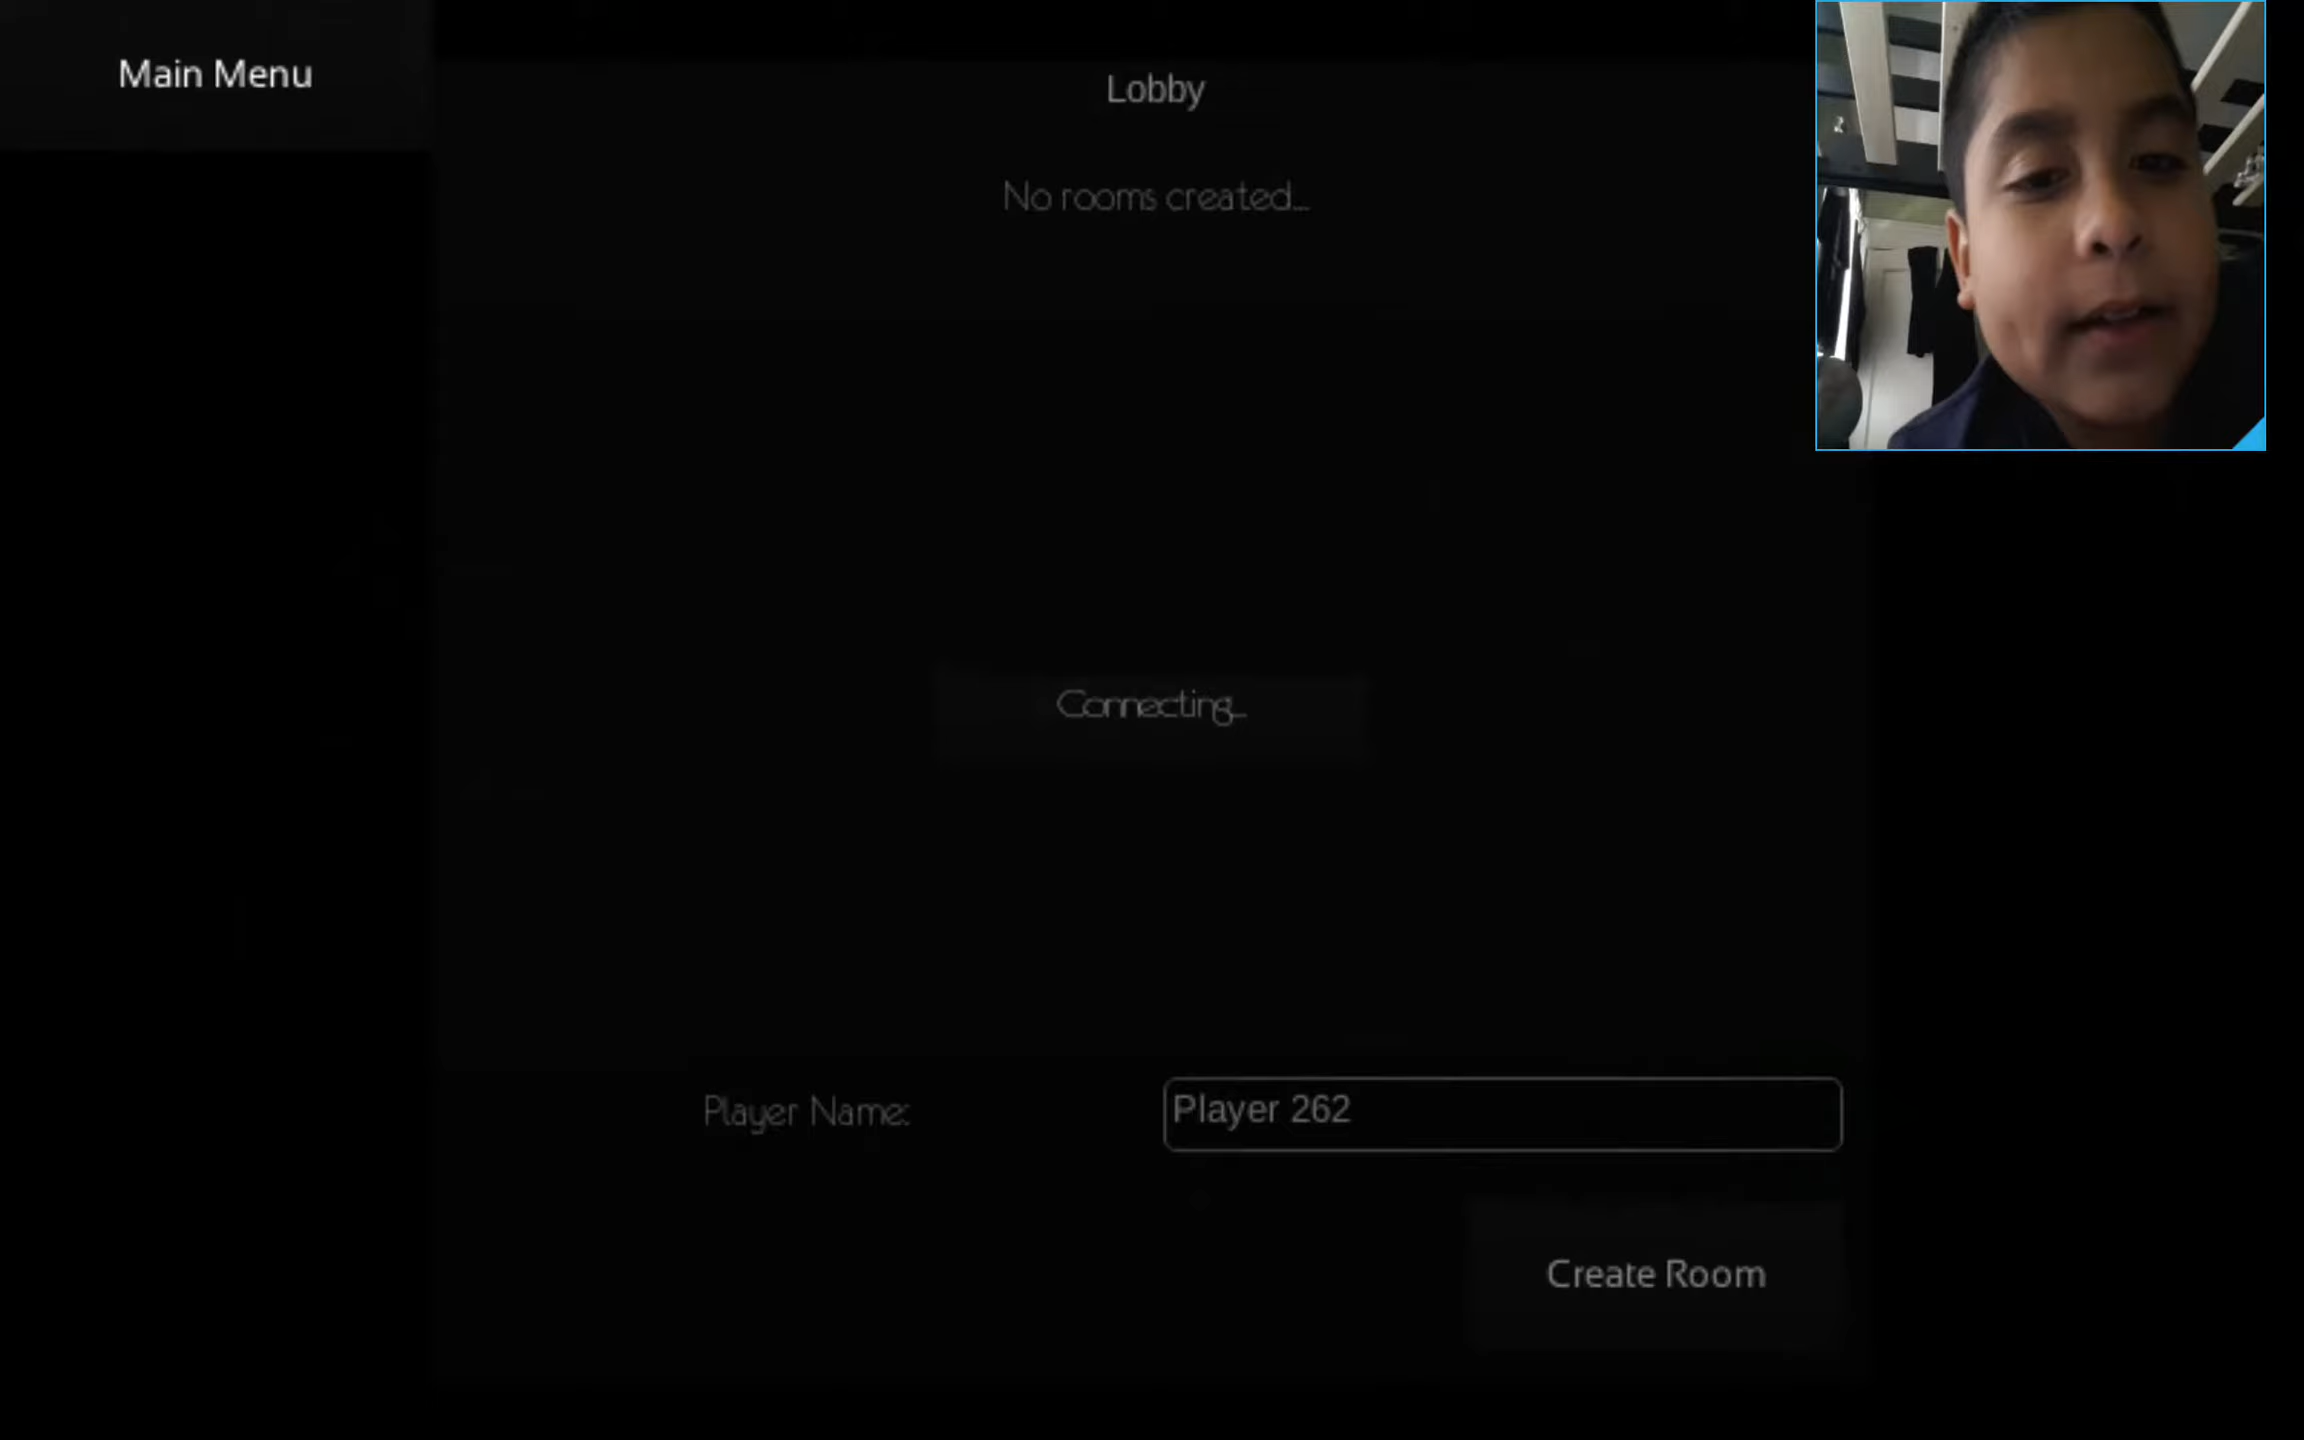 Main Menu
Lobby
No rooms created...
Connecting...
Player Name:
Player 262
Create Room